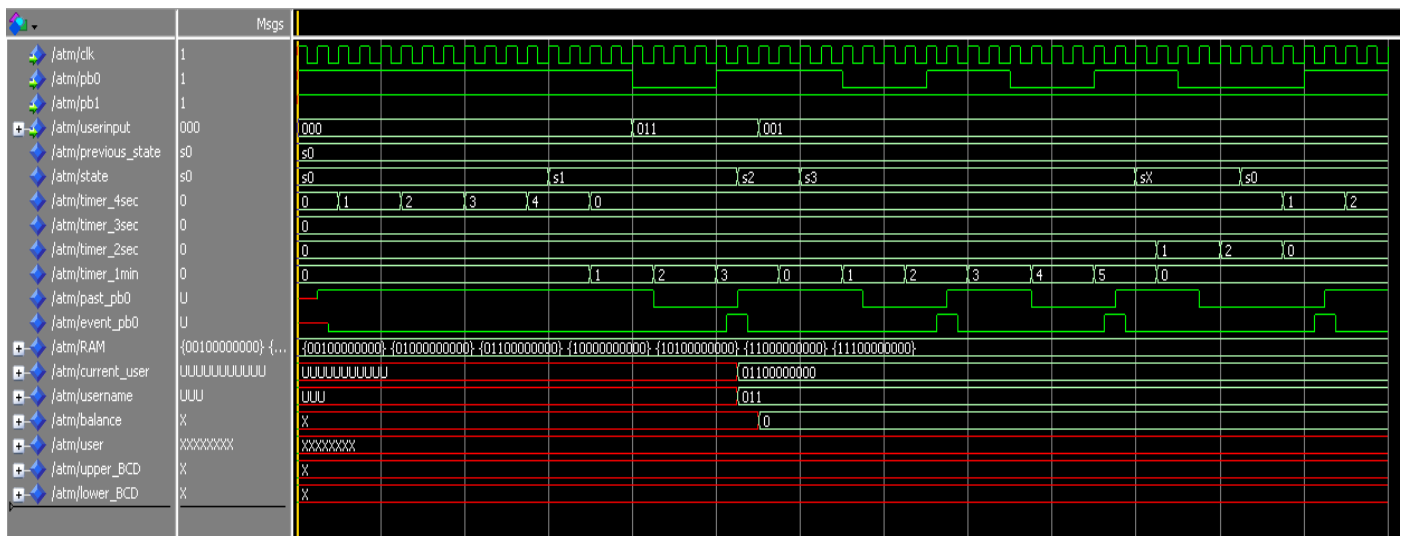 Msgs
/atm/clk 1
/atm/pb0 1
/atm/pb1 1
/atm/userinput 000 000 011 001
/atm/previous_state s0 s0
/atm/state s0 s0 s1 s2 s3 sX s0
/atm/timer_4sec 0 0 1 2 3 4 0 1 2
/atm/timer_3sec 0 0
/atm/timer_2sec 0 0 1 2 0
/atm/timer_1min 0 0 1 2 3 0 1 2 3 4 5 0
/atm/past_pb0 U
/atm/event_pb0 U
/atm/RAM {00100000000} {... {00100000000} {01000000000} {01100000000} {10000000000} {10100000000} {11000000000} {11100000000}
/atm/current_user UUUUUUUUUUU UUUUUUUUUUU 01100000000
/atm/username UUU UUU 011
/atm/balance X X 0
/atm/user XXXXXXXX XXXXXXXX
/atm/upper_BCD X X
/atm/lower_BCD X X